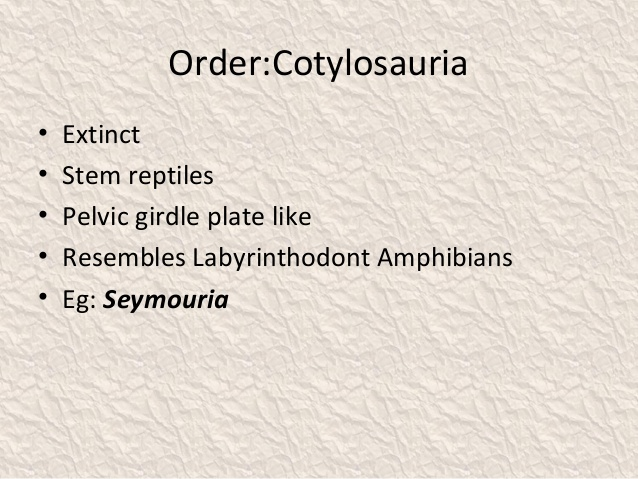 Order:Cotylosauria
• Extinct
• Stem reptiles
• Pelvic girdle plate like
• Resembles Labyrinthodont Amphibians
• Eg: Seymouria